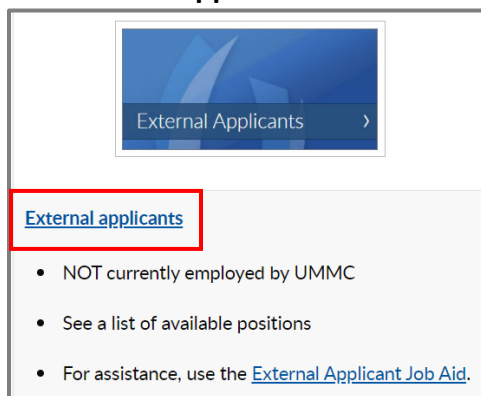 External Applicants
External applicants
• NOT currently employed by UMMC
• See a list of available positions
• For assistance, use the External Applicant Job Aid.